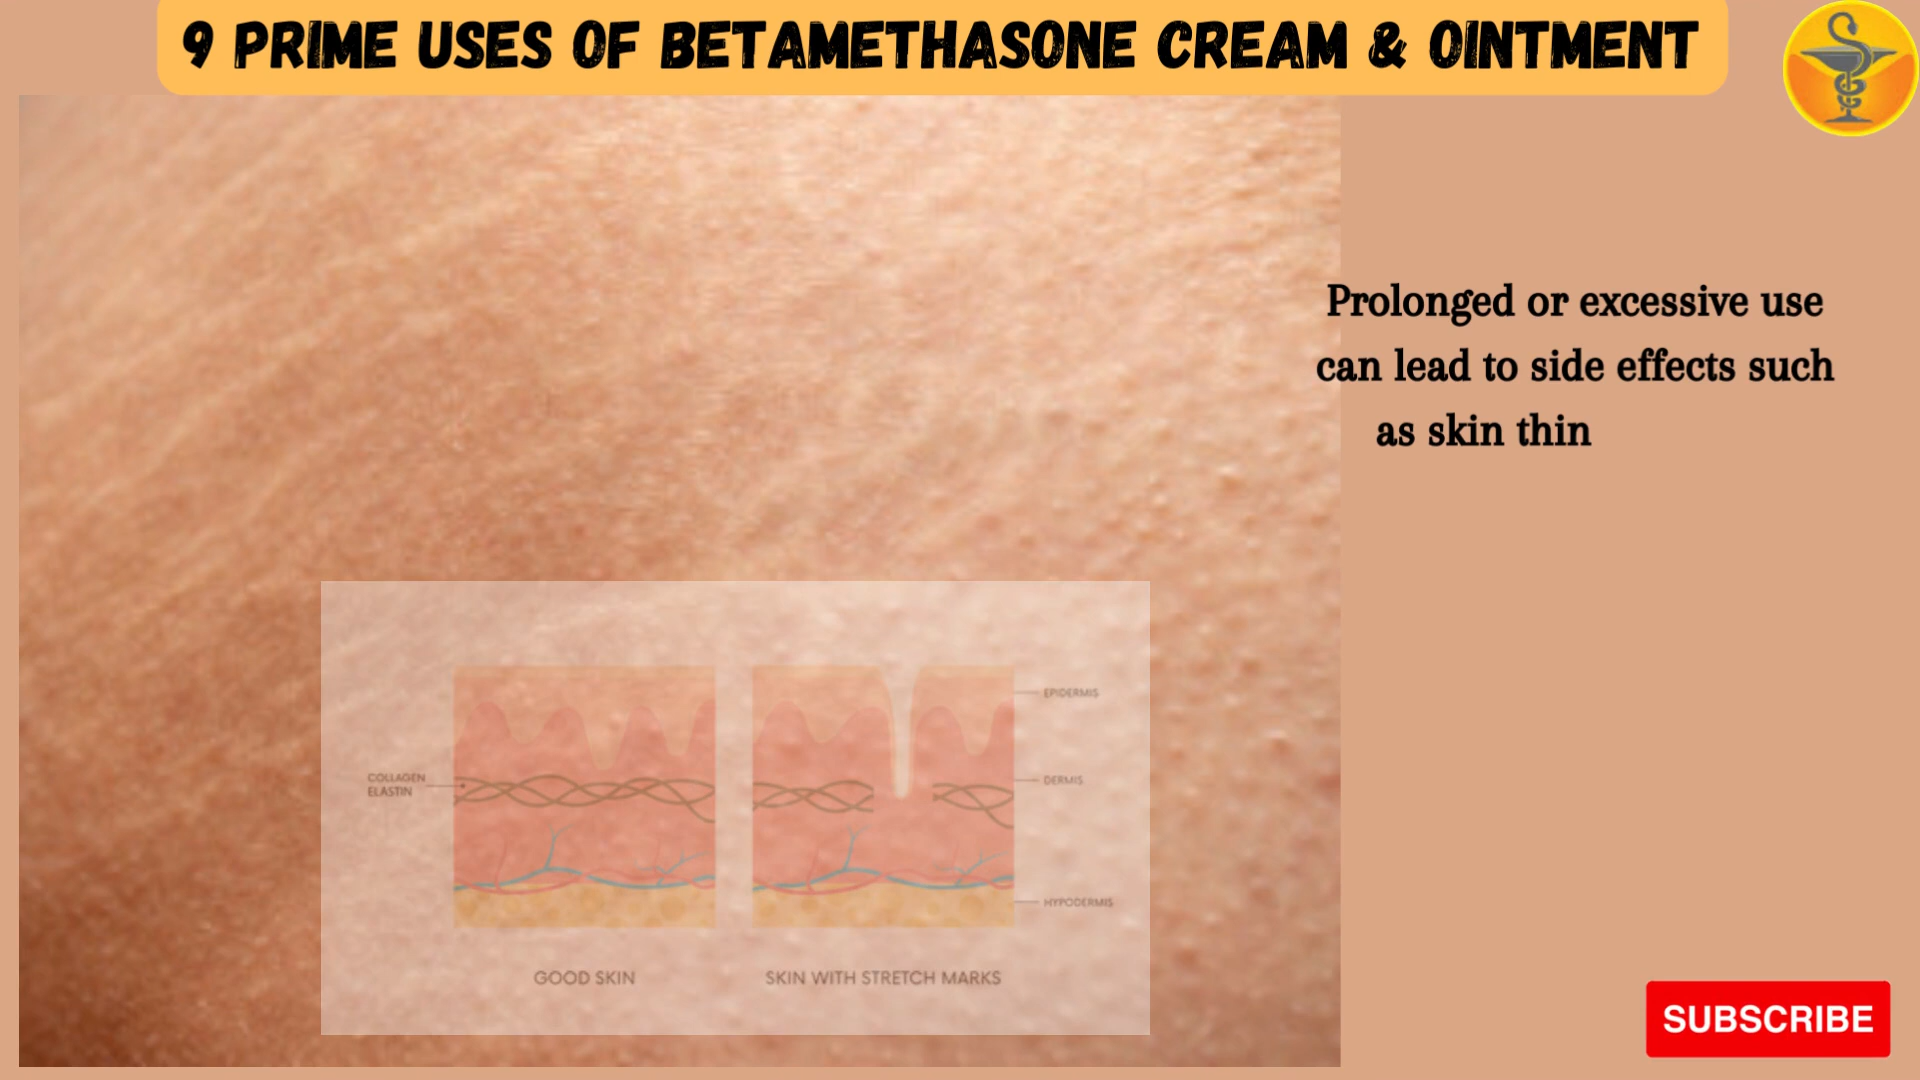 9 PRIME USES OF BETAMETHASONE CREAM & OINTMENT
Prolonged or excessive use
can lead to side effects such
as skin thin
EPIDERMIS
COLLAGEN
ELASTIN
DERMIS
HYPODERMIS
GOOD SKIN
SKIN WITH STRETCH MARKS
SUBSCRIBE